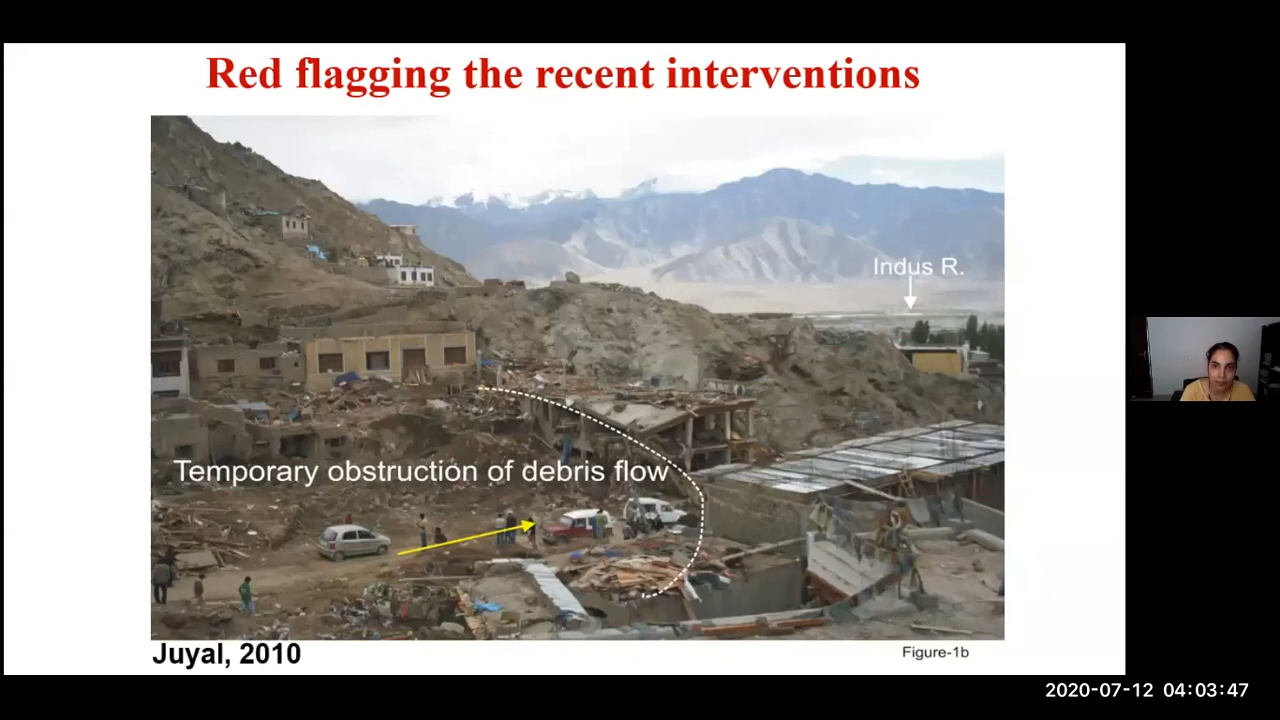 Red flagging the recent interventions
Indus R.
Temporary obstruction of debris flow
Juyal, 2010
Figure-1b
2020-07-12 04:03:47